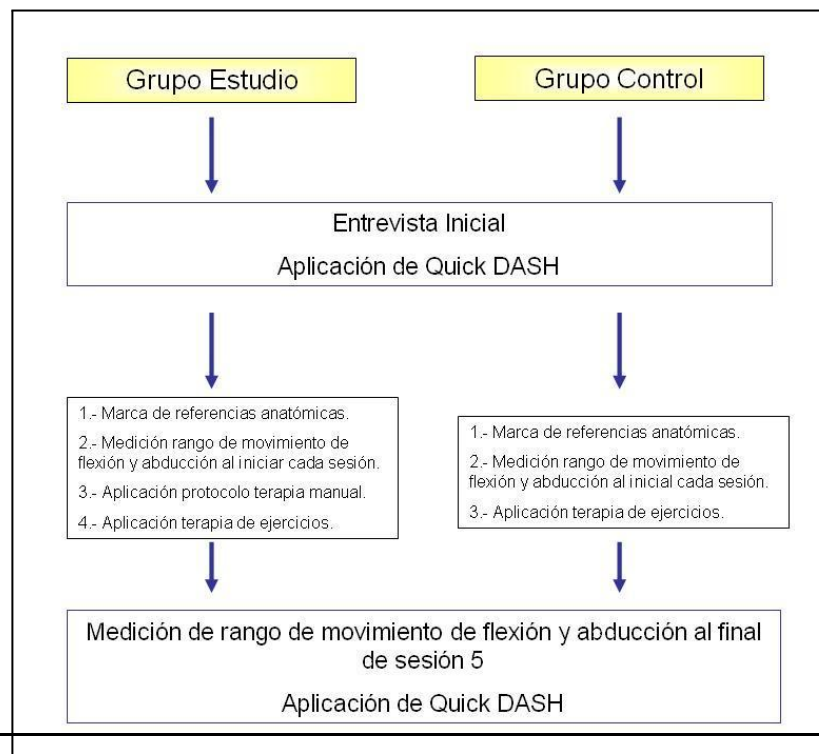 Grupo Estudio
Grupo Control
Entrevista Inicial
Aplicación de Quick DASH
1.- Marca de referencias anatómicas.
2.- Medición rango de movimiento de
flexión y abducción al iniciar cada sesión.
3.- Aplicación protocolo terapia manual.
4.- Aplicación terapia de ejercicios.
1.- Marca de referencias anatómicas.
2.- Medición rango de movimiento de
flexión y abducción al inicial cada sesión.
3.- Aplicación terapia de ejercicios.
Medición de rango de movimiento de flexión y abducción al final
de sesión 5
Aplicación de Quick DASH